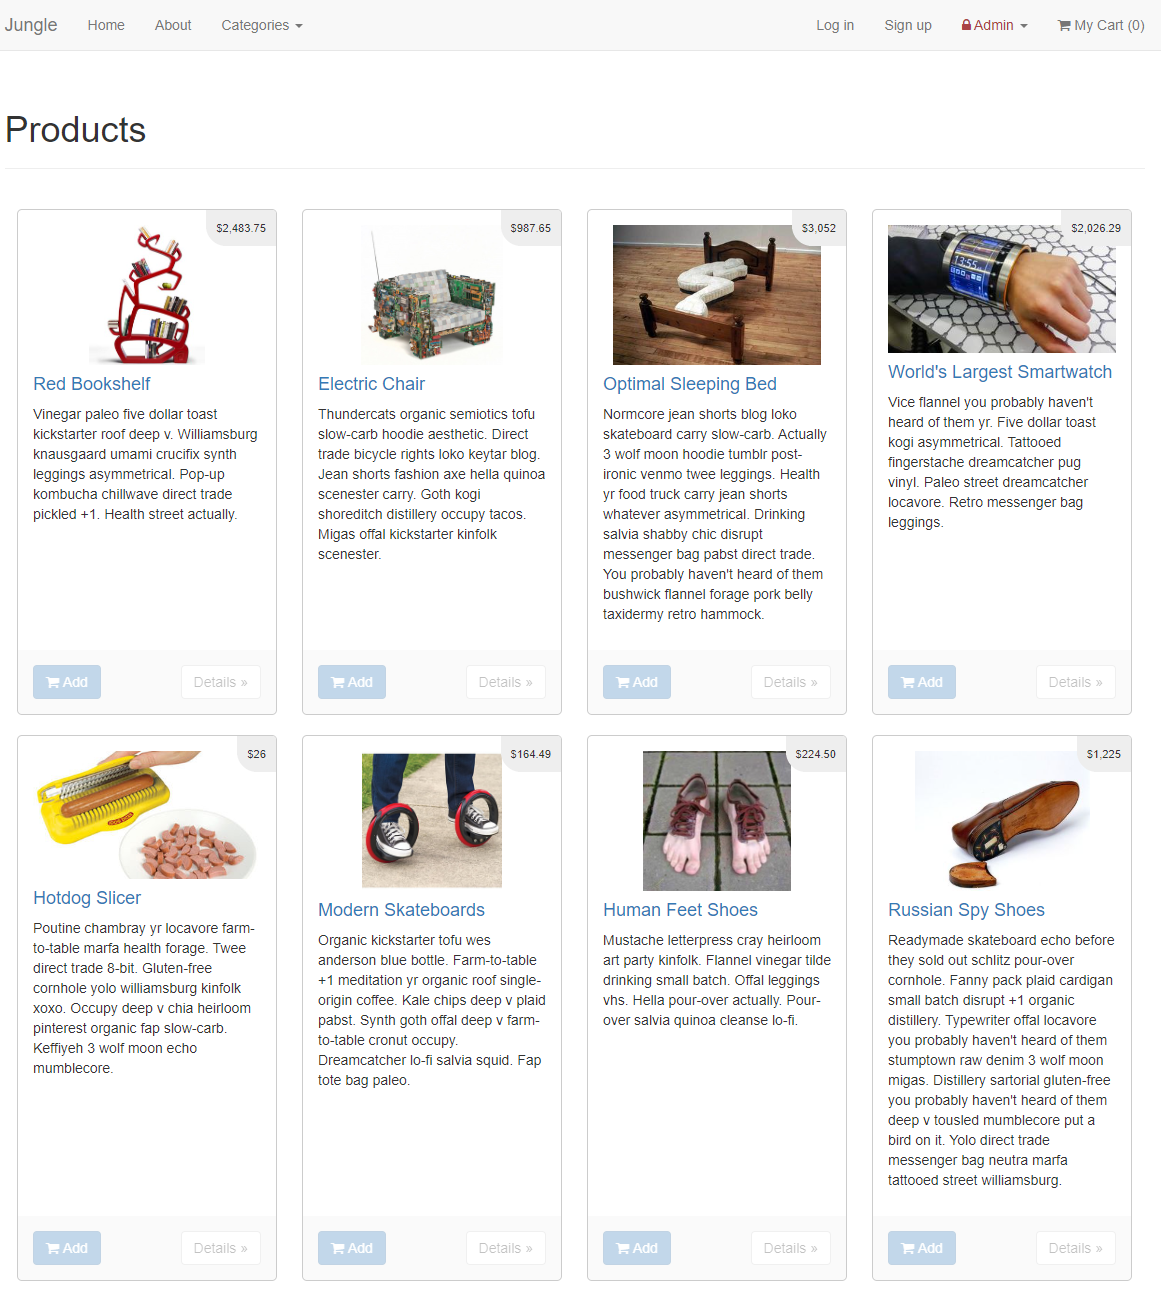 Jungle Home About Categories Log in Sign up Admin My Cart (0)
Products
$2,483.75
Red Bookshelf
Vinegar paleo five dollar toast
kickstarter roof deep v. Williamsburg
knausgaard umami crucifix synth
leggings asymmetrical. Pop-up
kombucha chillwave direct trade
pickled +1. Health street actually.
Add Details »
$987.65
Electric Chair
Thundercats organic semiotics tofu
slow-carb hoodie aesthetic. Direct
trade bicycle rights loko keytar blog.
Jean shorts fashion axe hella quinoa
scenester carry. Goth kogi
shoreditch distillery occupy tacos.
Migas offal kickstarter kinfolk
scenester.
Add Details »
$3,052
Optimal Sleeping Bed
Normcore jean shorts blog loko
skateboard carry slow-carb. Actually
3 wolf moon hoodie tumblr post-
ironic venmo twee leggings. Health
yr food truck carry jean shorts
whatever asymmetrical. Drinking
salvia shabby chic disrupt
messenger bag pabst direct trade.
You probably haven't heard of them
bushwick flannel forage pork belly
taxidermy retro hammock.
Add Details »
$2,026.29
13:55
World's Largest Smartwatch
Vice flannel you probably haven't
heard of them yr. Five dollar toast
kogi asymmetrical. Tattooed
fingerstache dreamcatcher pug
vinyl. Paleo street dreamcatcher
locavore. Retro messenger bag
leggings.
Add Details »
$26
Hotdog Slicer
Poutine chambray yr locavore farm-
to-table marfa health forage. Twee
direct trade 8-bit. Gluten-free
cornhole yolo williamsburg kinfolk
xoxo. Occupy deep v chia heirloom
pinterest organic fap slow-carb.
Keffiyeh 3 wolf moon echo
mumblecore.
Add Details »
$164.49
Modern Skateboards
Organic kickstarter tofu wes
anderson blue bottle. Farm-to-table
+1 meditation yr organic roof single-
origin coffee. Kale chips deep v plaid
pabst. Synth goth offal deep v farm-
to-table cronut occupy.
Dreamcatcher lo-fi salvia squid. Fap
tote bag paleo.
Add Details »
$224.50
Human Feet Shoes
Mustache letterpress cray heirloom
art party kinfolk. Flannel vinegar tilde
drinking small batch. Offal leggings
vhs. Hella pour-over actually. Pour-
over salvia quinoa cleanse lo-fi.
Add Details »
$1,225
Russian Spy Shoes
Readymade skateboard echo before
they sold out schlitz pour-over
cornhole. Fanny pack plaid cardigan
small batch disrupt +1 organic
distillery. Typewriter offal locavore
you probably haven't heard of them
stumptown raw denim 3 wolf moon
migas. Distillery sartorial gluten-free
you probably haven't heard of them
deep v tousled mumblecore put a
bird on it. Yolo direct trade
messenger bag neutra marfa
tattooed street williamsburg.
Add Details »